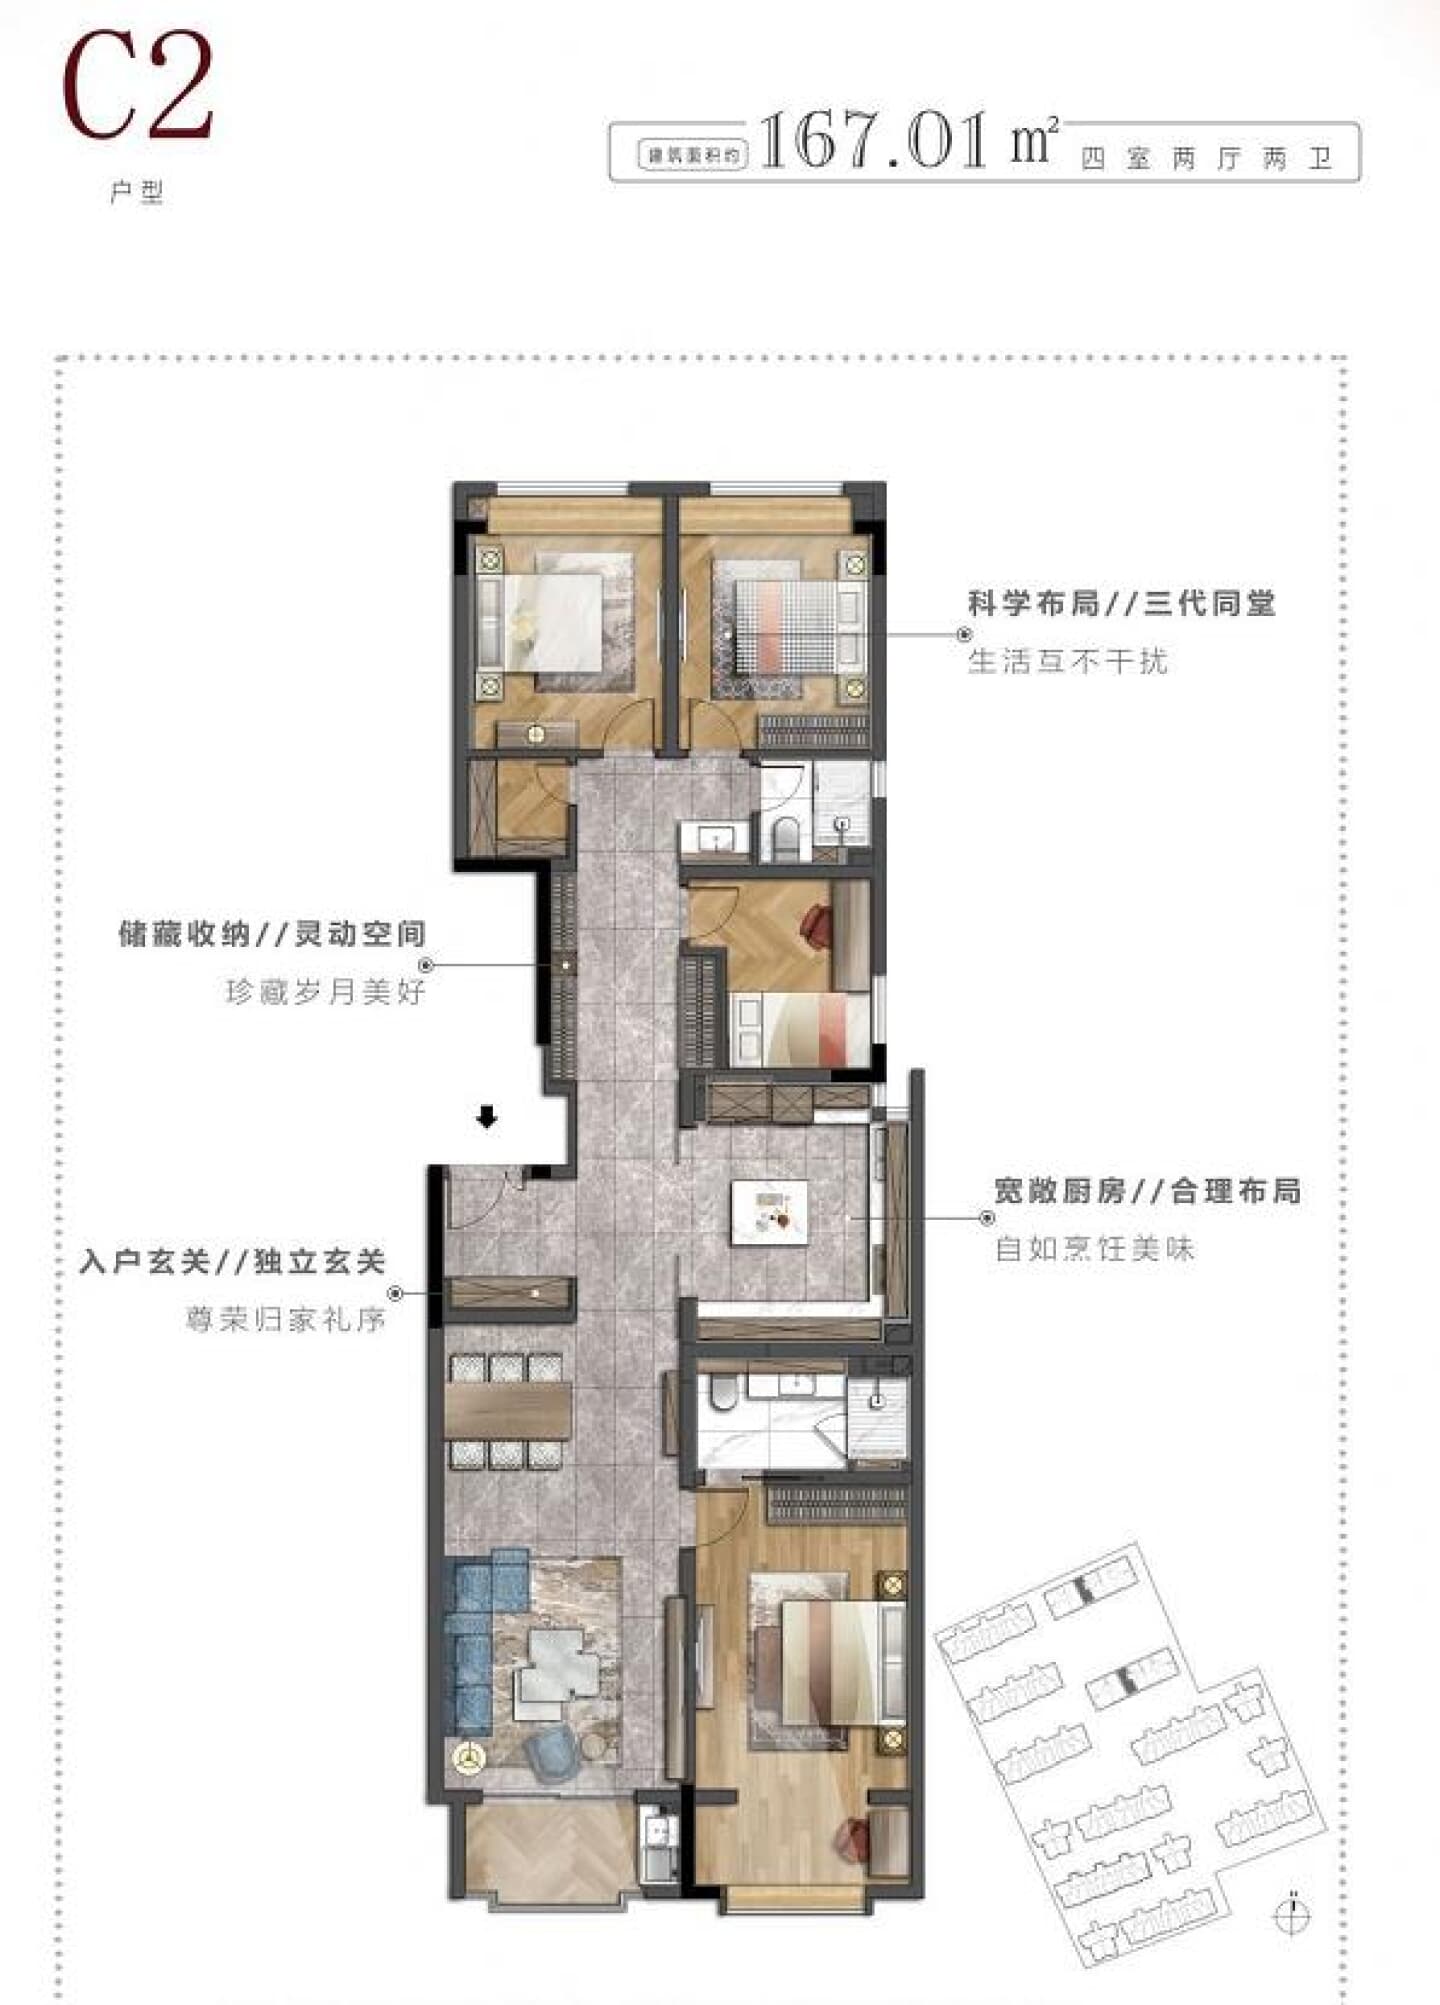 C2
户型
建筑面积约 167.01㎡ 四室两厅两卫
科学布局//三代同堂
生活互不干扰
储藏收纳//灵动空间
珍藏岁月美好
宽敞厨房//合理布局
自如烹饪美味
入户玄关//独立玄关
尊荣归家礼序